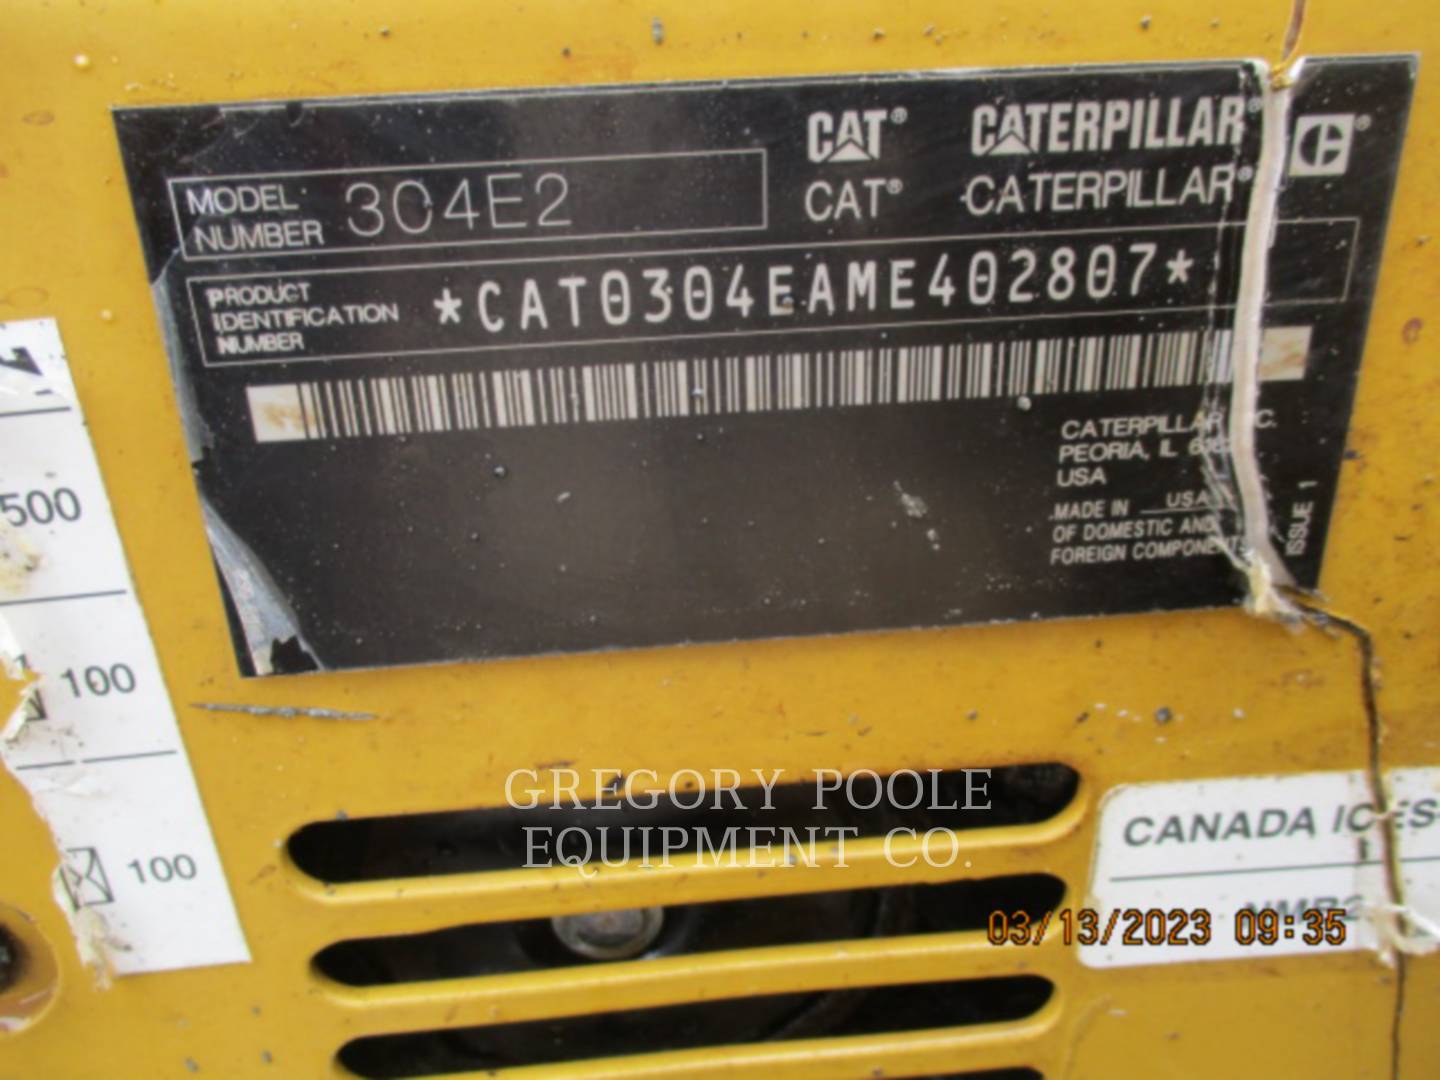 CAT® CATERPILLAR®
CAT® CATERPILLAR®
MODEL
NUMBER 304E2
PRODUCT
IDENTIFICATION
NUMBER *CAT0304EAME402807*
CATERPILLAR
PEORIA, IL
USA
MADE IN USA
OF DOMESTIC AND
FOREIGN COMPONENTS
ISSUE 1
500
100
100
GREGORY POOLE
EQUIPMENT CO.
CANADA
03/13/2023 09:35